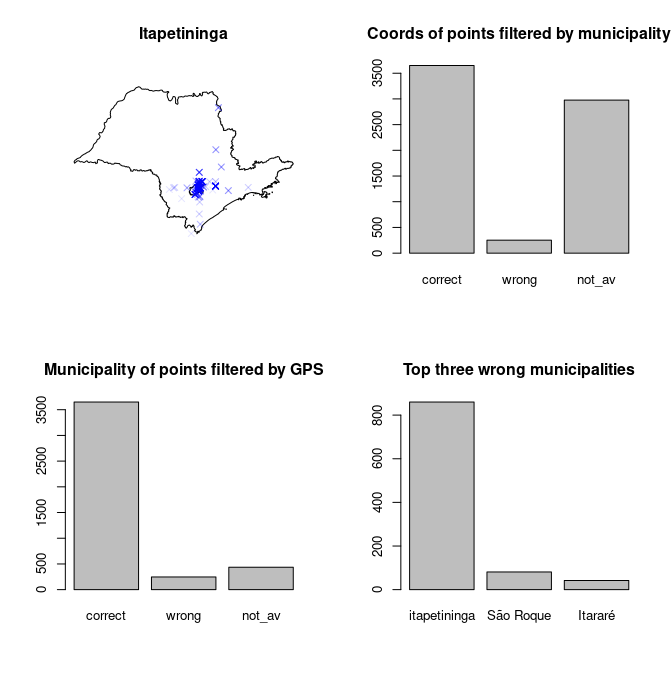 Itapetininga
Coords of points filtered by municipality
3500
2500
1500
500
0
correct wrong not_av
Municipality of points filtered by GPS
3500
2500
1500
500
0
correct wrong not_av
Top three wrong municipalities
800
600
400
200
0
itapetininga São Roque Itararé